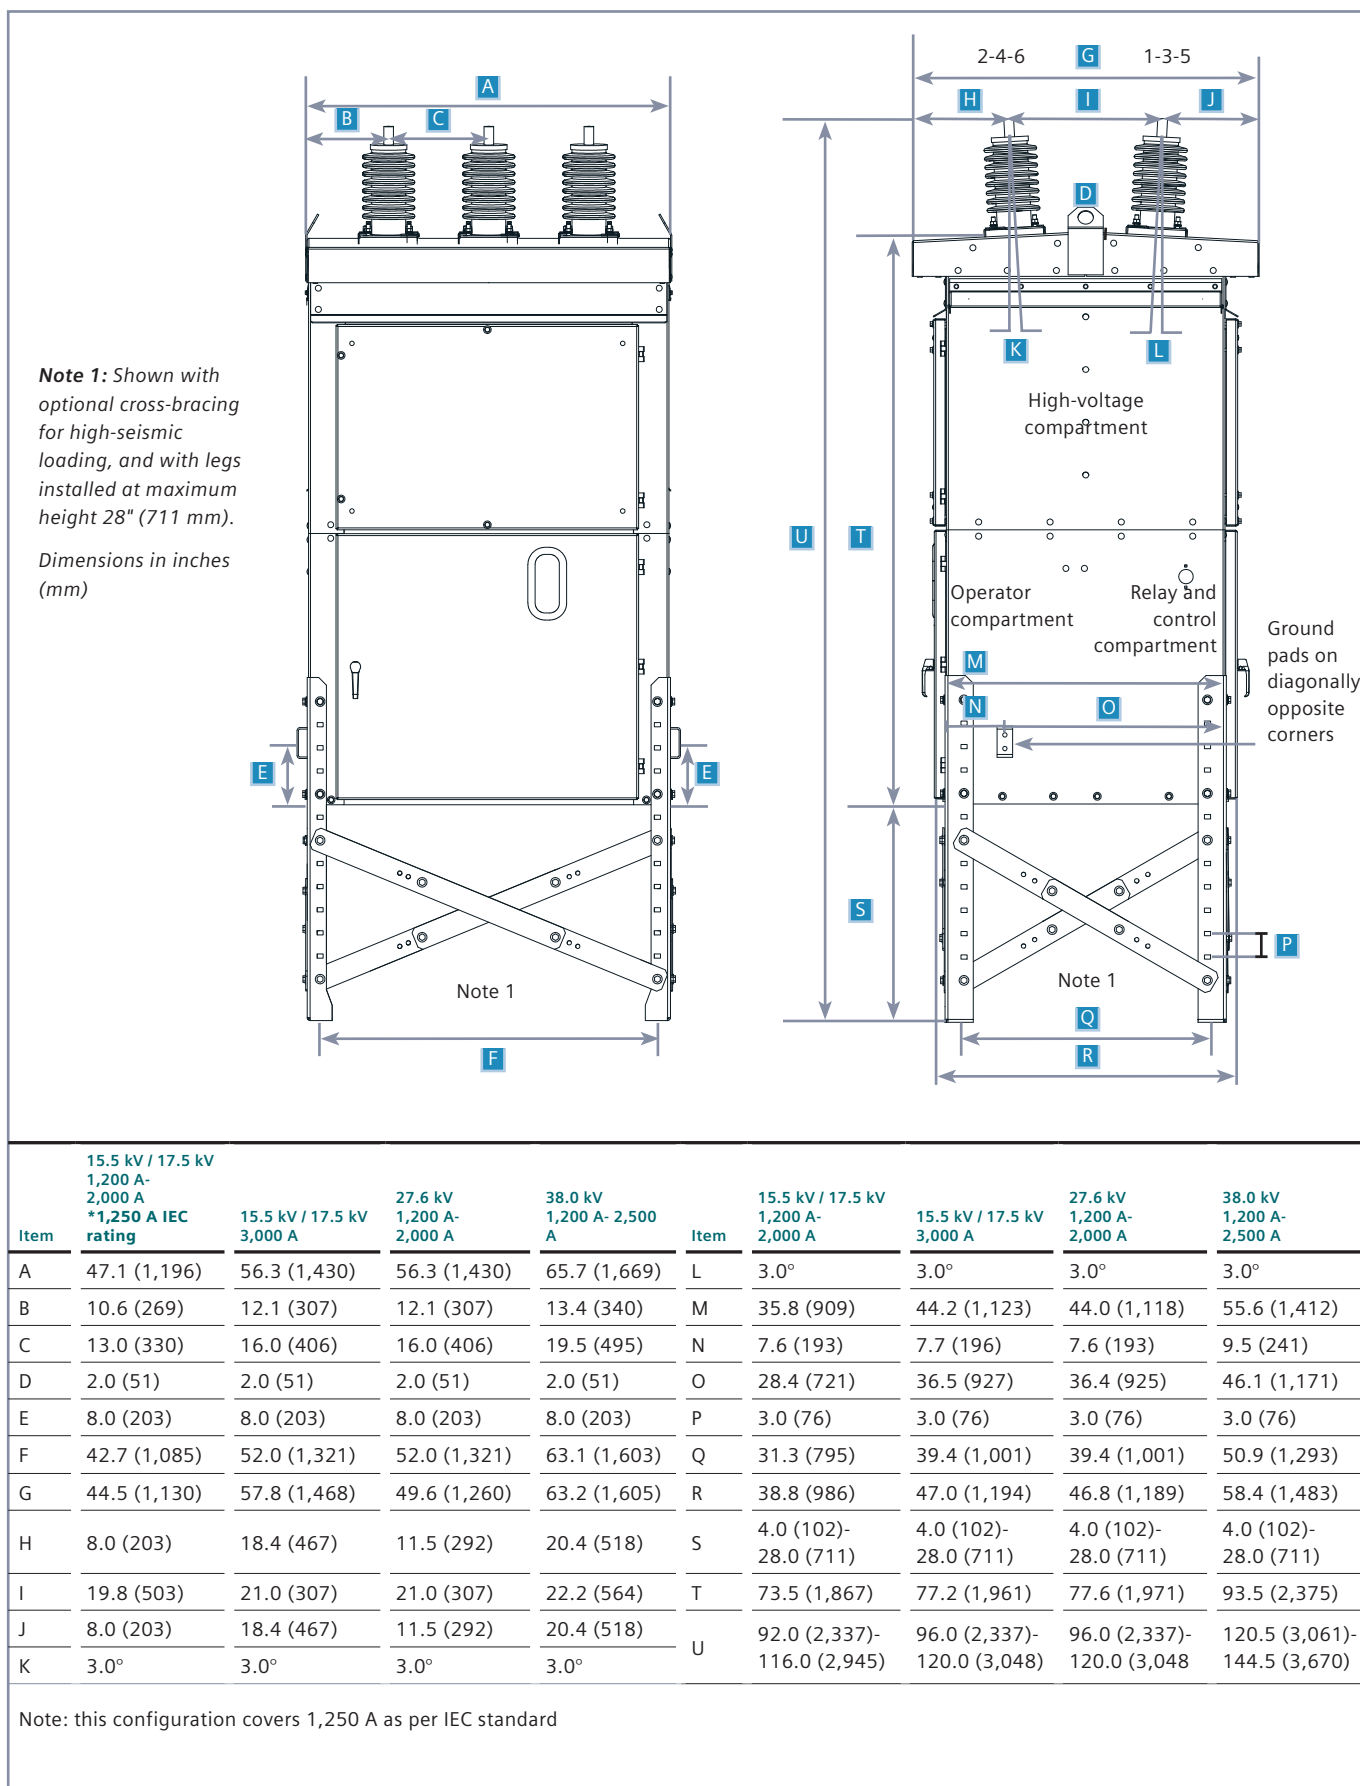 2-4-6
G
1-3-5
A
H
I
J
B
C
D
K
L
Note 1: Shown with
optional cross-bracing
for high-seismic
loading, and with legs
installed at maximum
height 28" (711 mm).
Dimensions in inches
(mm)
High-voltage
compartment
U
T
Operator
compartment
Relay and
control
compartment
Ground
pads on
diagonally
opposite
corners
M
N
O
E
E
S
P
Note 1
Note 1
Q
F
R
Item
15.5 kV / 17.5 kV
1,200 A-
2,000 A
*1,250 A IEC
rating
15.5 kV / 17.5 kV
3,000 A
27.6 kV
1,200 A-
2,000 A
38.0 kV
1,200 A- 2,500
A
Item
15.5 kV / 17.5 kV
1,200 A-
2,000 A
15.5 kV / 17.5 kV
3,000 A
27.6 kV
1,200 A-
2,000 A
38.0 kV
1,200 A-
2,500 A
A 47.1 (1,196) 56.3 (1,430) 56.3 (1,430) 65.7 (1,669) L 3.0° 3.0° 3.0° 3.0°
B 10.6 (269) 12.1 (307) 12.1 (307) 13.4 (340) M 35.8 (909) 44.2 (1,123) 44.0 (1,118) 55.6 (1,412)
C 13.0 (330) 16.0 (406) 16.0 (406) 19.5 (495) N 7.6 (193) 7.7 (196) 7.6 (193) 9.5 (241)
D 2.0 (51) 2.0 (51) 2.0 (51) 2.0 (51) O 28.4 (721) 36.5 (927) 36.4 (925) 46.1 (1,171)
E 8.0 (203) 8.0 (203) 8.0 (203) 8.0 (203) P 3.0 (76) 3.0 (76) 3.0 (76) 3.0 (76)
F 42.7 (1,085) 52.0 (1,321) 52.0 (1,321) 63.1 (1,603) Q 31.3 (795) 39.4 (1,001) 39.4 (1,001) 50.9 (1,293)
G 44.5 (1,130) 57.8 (1,468) 49.6 (1,260) 63.2 (1,605) R 38.8 (986) 47.0 (1,194) 46.8 (1,189) 58.4 (1,483)
H 8.0 (203) 18.4 (467) 11.5 (292) 20.4 (518) S 4.0 (102)- 4.0 (102)- 4.0 (102)- 4.0 (102)-
28.0 (711) 28.0 (711) 28.0 (711) 28.0 (711)
I 19.8 (503) 21.0 (307) 21.0 (307) 22.2 (564) T 73.5 (1,867) 77.2 (1,961) 77.6 (1,971) 93.5 (2,375)
J 8.0 (203) 18.4 (467) 11.5 (292) 20.4 (518) U 92.0 (2,337)- 96.0 (2,337)- 96.0 (2,337)- 120.5 (3,061)-
K 3.0° 3.0° 3.0° 3.0° 116.0 (2,945) 120.0 (3,048) 120.0 (3,048 144.5 (3,670)
Note: this configuration covers 1,250 A as per IEC standard